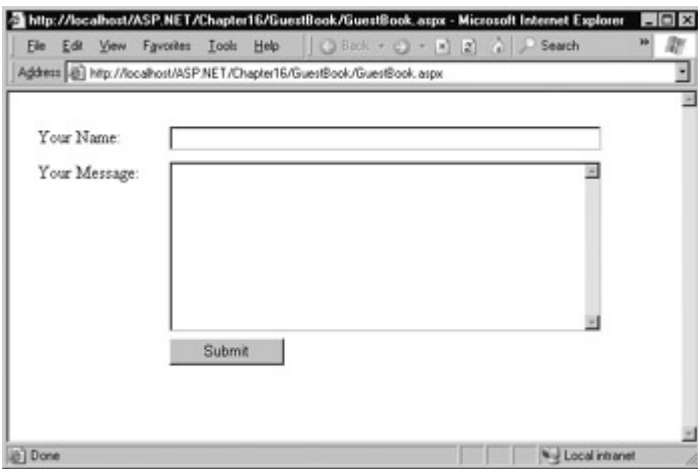 http://localhost/ASP.NET/Chapter16/GuestBook/GuestBook.aspx - Microsoft Internet Explorer
File Edit View Favorites Tools Help Back Search »
Address http://localhost/ASP.NET/Chapter16/GuestBook/GuestBook.aspx
Your Name:
Your Message:
Submit
Done Local intranet